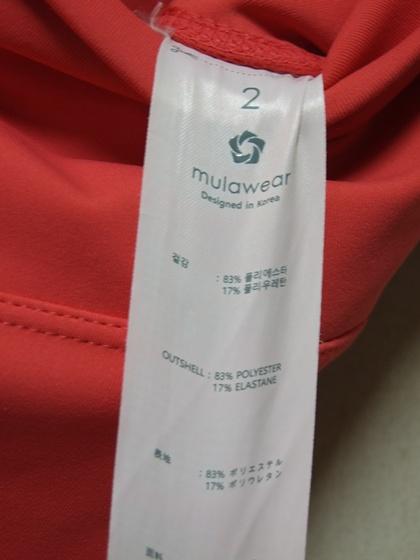 2
mulawear
Designed in Korea
겉감
: 83% 폴리에스터
17% 폴리우레탄
OUTSHELL : 83% POLYESTER
17% ELASTANE
表地
: 83% ポリエステル
17% ポリウレタン
面料